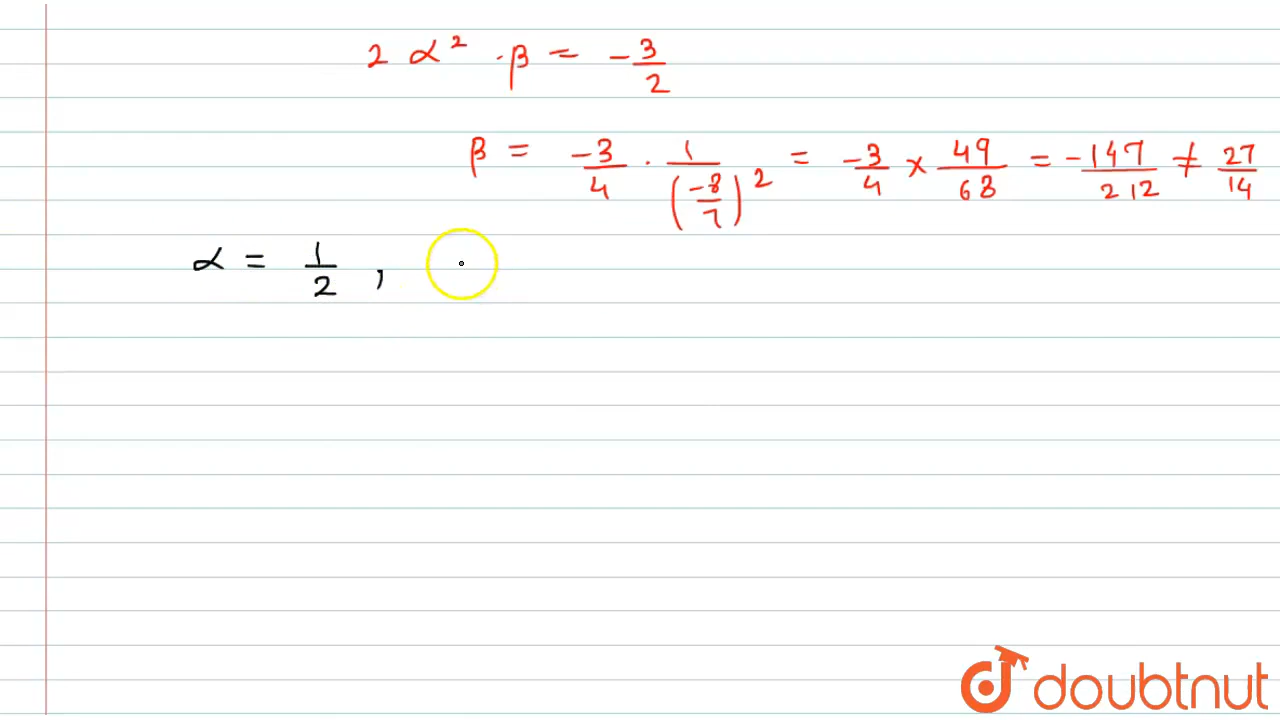 2 α² · β = -3/2
β = -3/4 · 1/(-8/7)² = -3/4 × 49/68 = -147/212 ≠ 27/14
α = 1/2 ,
doubtnut